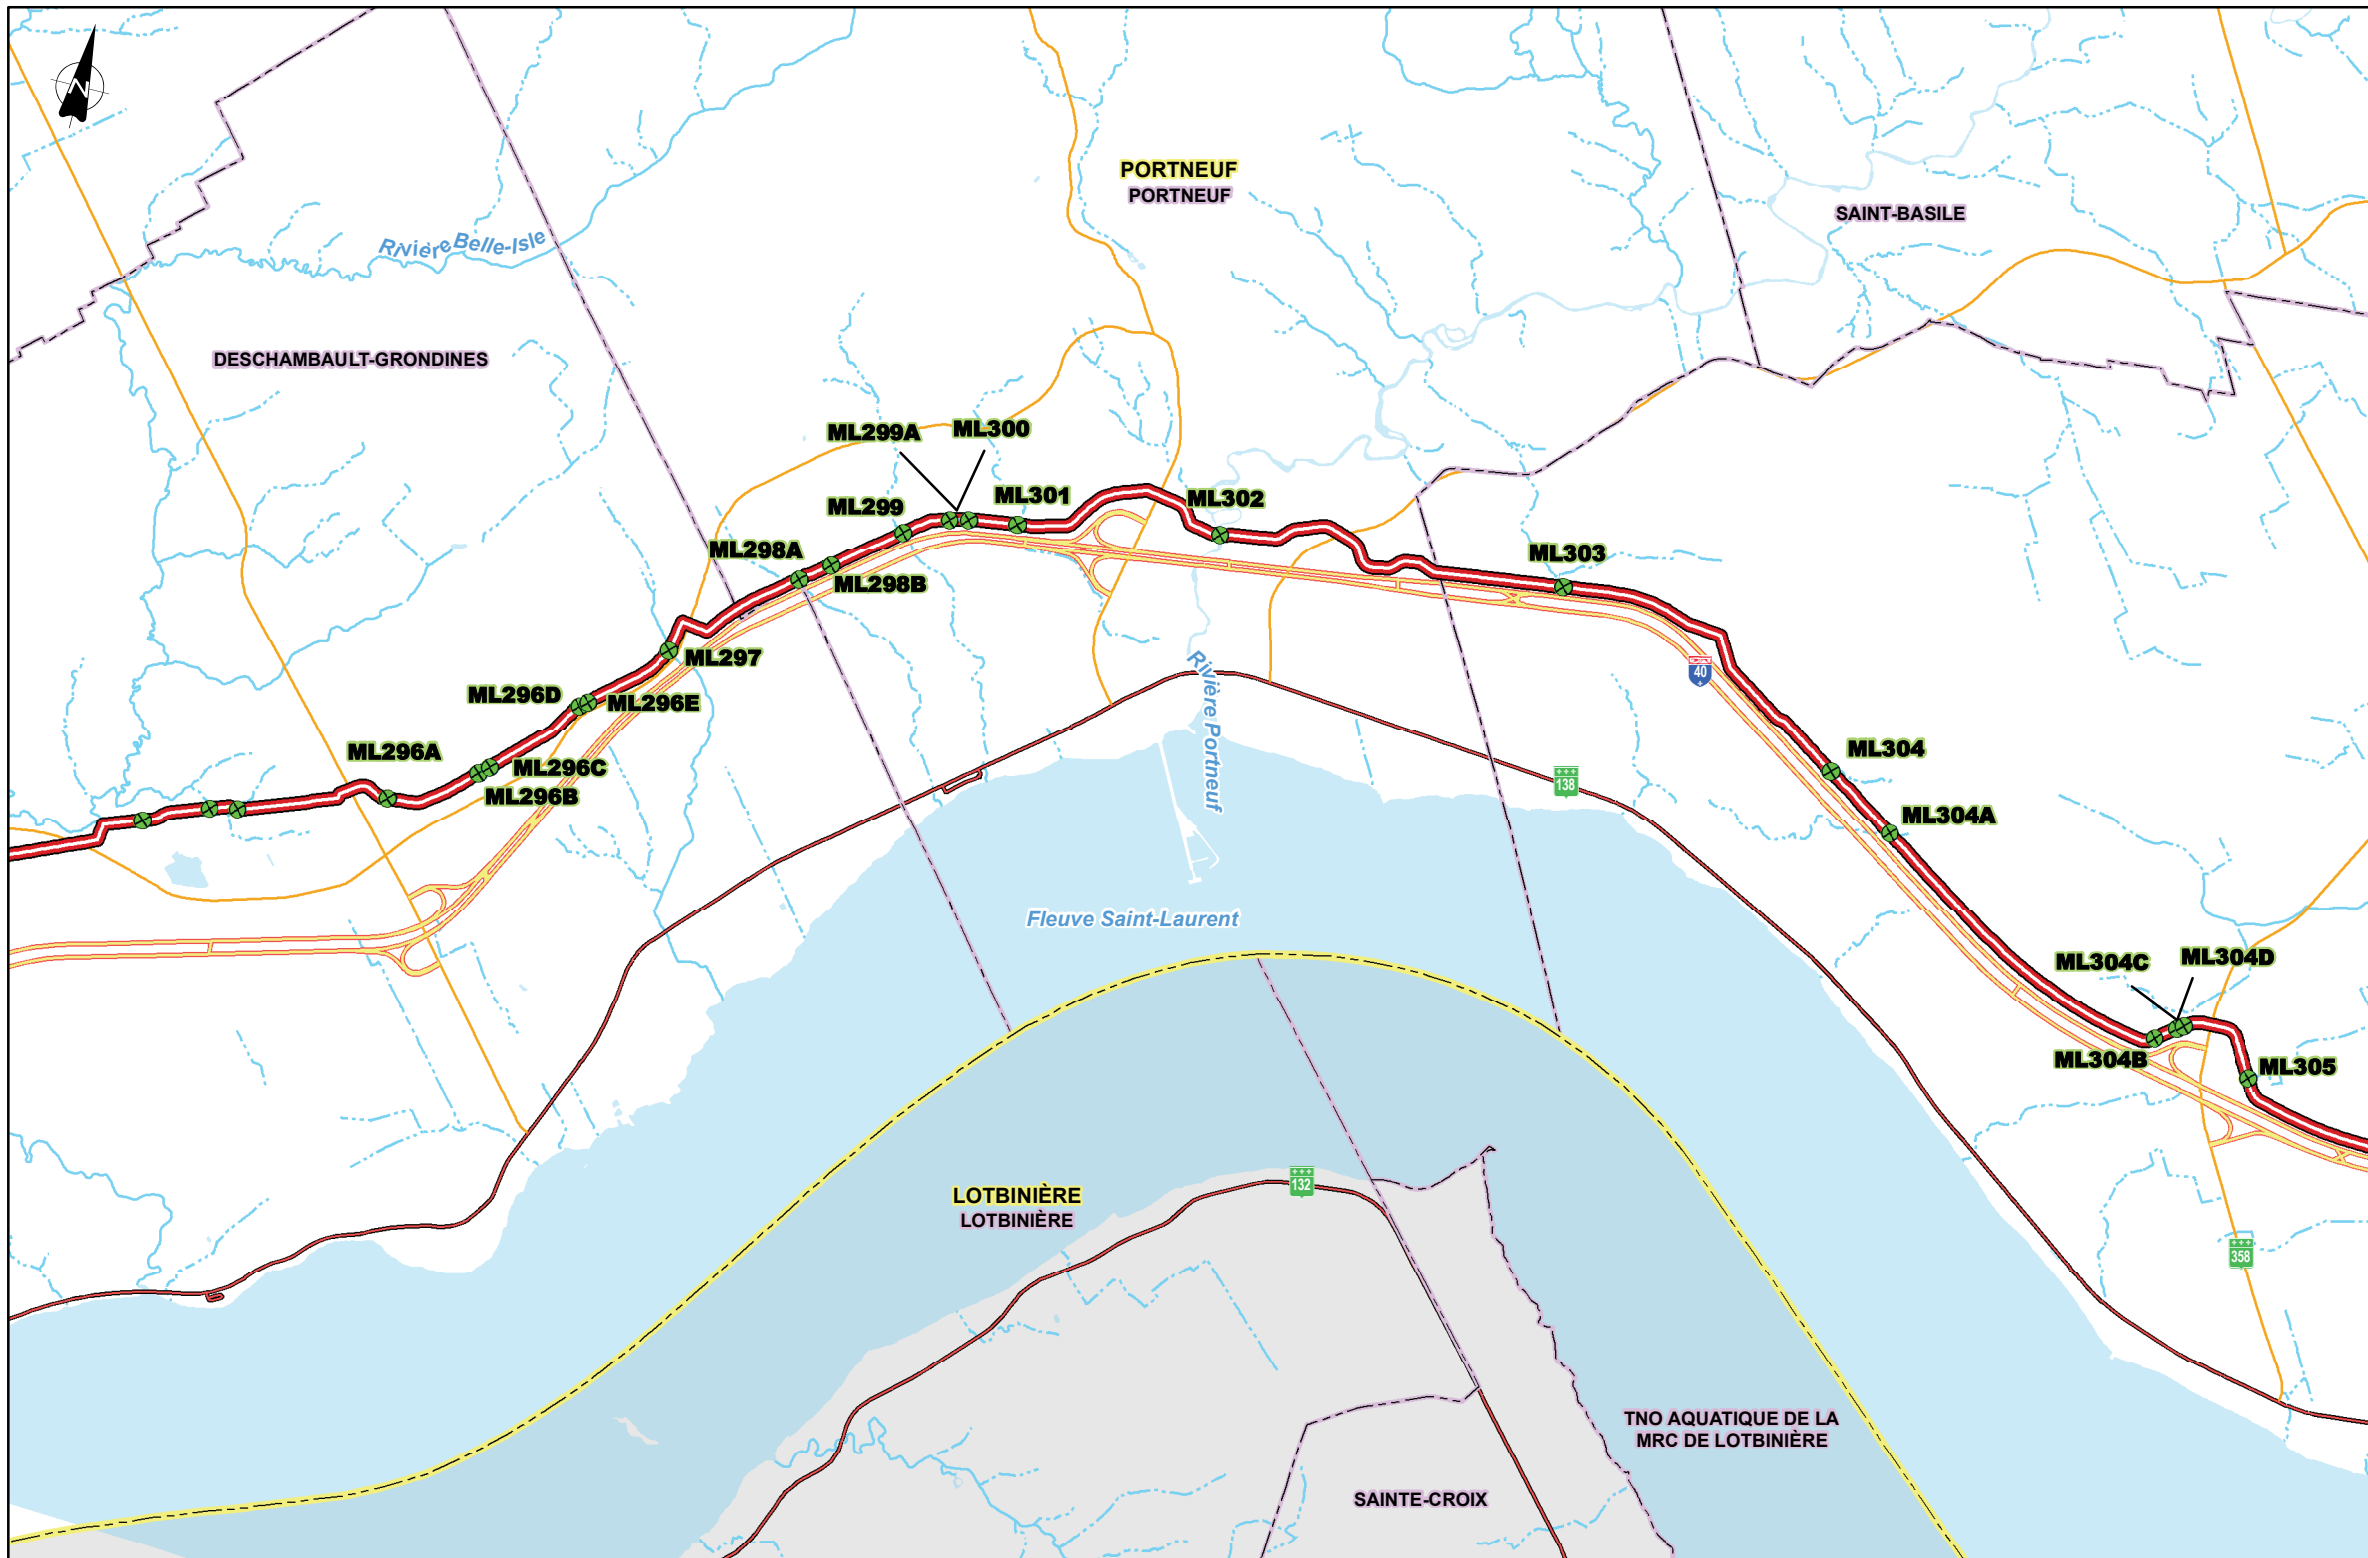 N
PORTNEUF
PORTNEUF
SAINT-BASILE
Rivière Belle-Isle
DESCHAMBAULT-GRONDINES
ML299A
ML300
ML299
ML301
ML302
ML298A
ML298B
ML303
ML297
40
Rivière Portneuf
ML296D
ML296E
ML296A
ML296C
ML296B
138
ML304
ML304A
Fleuve Saint-Laurent
ML304C
ML304D
ML304B
ML305
132
LOTBINIÈRE
LOTBINIÈRE
358
TNO AQUATIQUE DE LA
MRC DE LOTBINIÈRE
SAINTE-CROIX